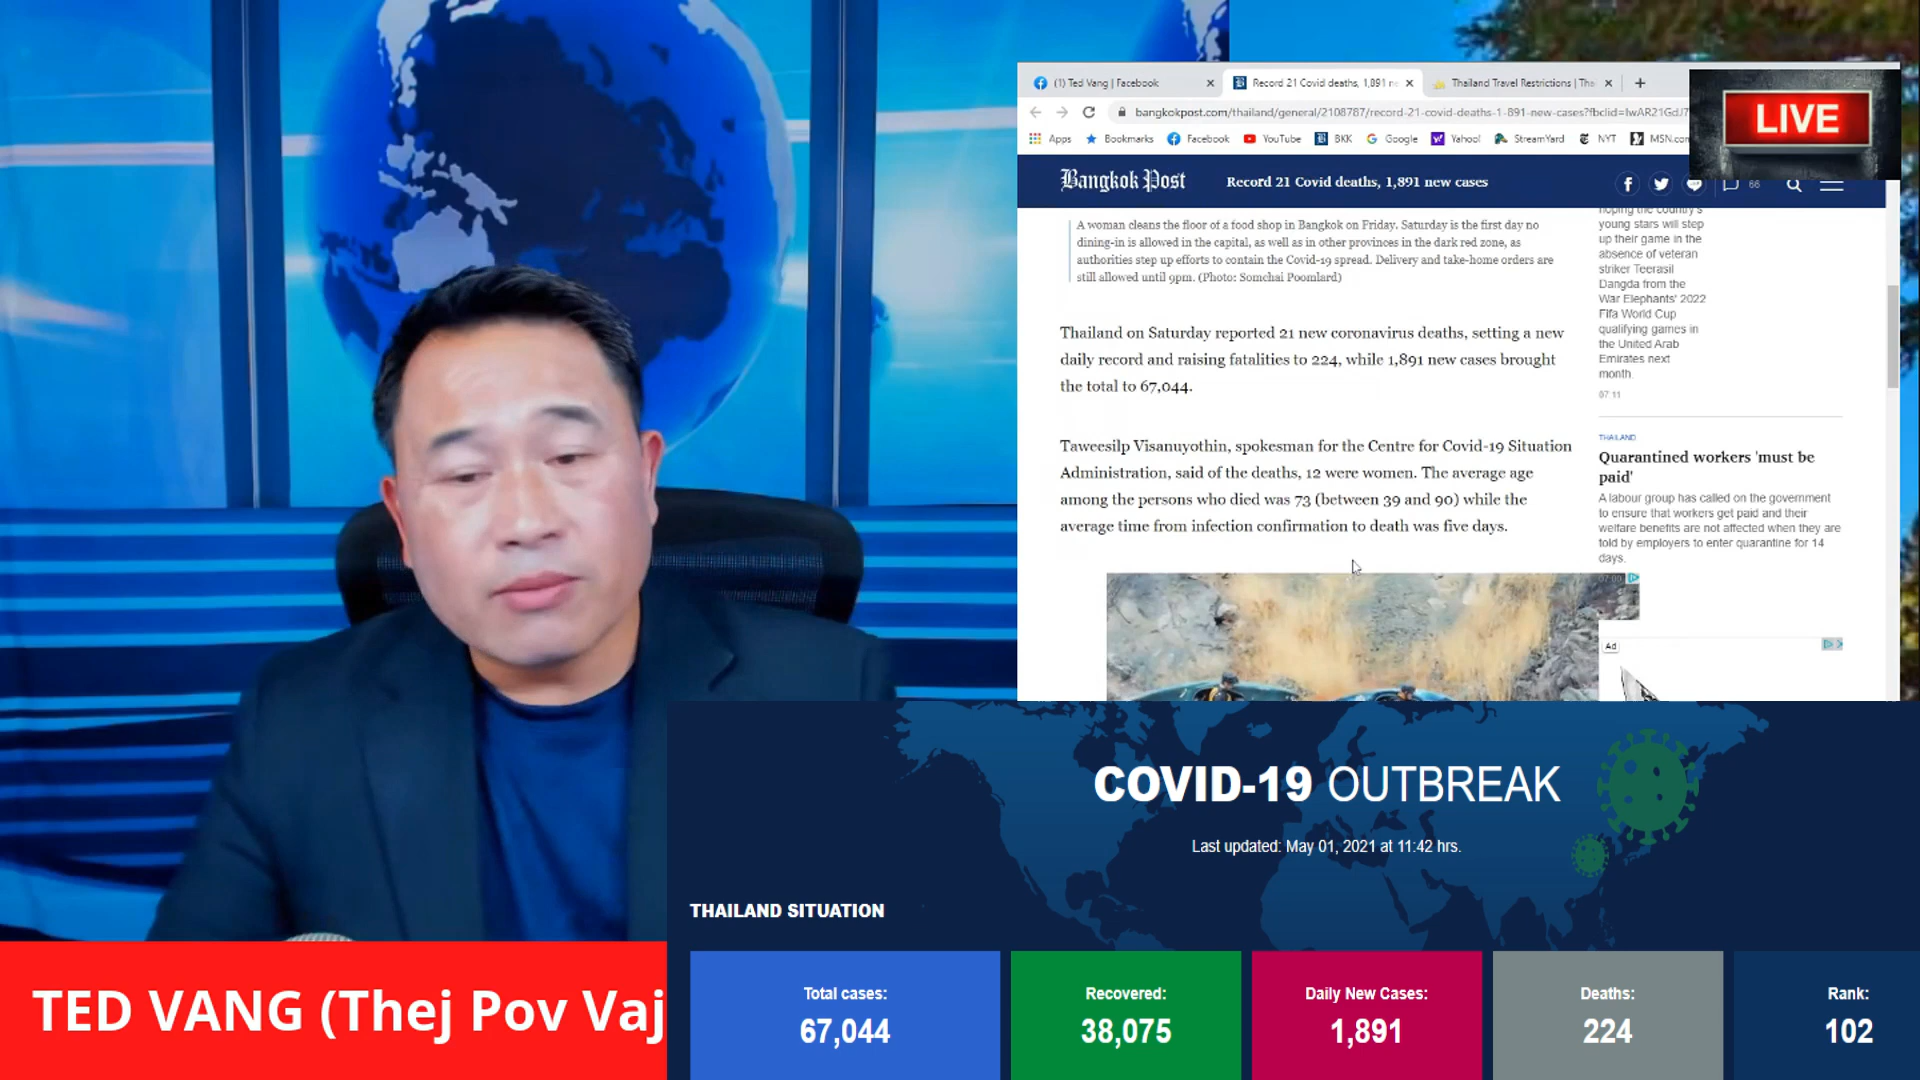 (1) Ted Vang | Facebook
Record 21 Covid deaths, 1,891 ne
Thailand Travel Restrictions | Tha
LIVE
bangkokpost.com/thailand/general/2108787/record-21-covid-deaths-1-891-new-cases?fbclid=IwAR21GdJ7
Apps Bookmarks Facebook YouTube BKK Google Yahoo! StreamYard NYT MSN.com
Bangkok Post
Record 21 Covid deaths, 1,891 new cases
66
A woman cleans the floor of a food shop in Bangkok on Friday. Saturday is the first day no
dining-in is allowed in the capital, as well as in other provinces in the dark red zone, as
authorities step up efforts to contain the Covid-19 spread. Delivery and take-home orders are
still allowed until 9pm. (Photo: Somchai Poomlard)
Thailand on Saturday reported 21 new coronavirus deaths, setting a new
daily record and raising fatalities to 224, while 1,891 new cases brought
the total to 67,044.
Taweesilp Visanuyothin, spokesman for the Centre for Covid-19 Situation
Administration, said of the deaths, 12 were women. The average age
among the persons who died was 73 (between 39 and 90) while the
average time from infection confirmation to death was five days.
hoping the country's
young stars will step
up their game in the
absence of veteran
striker Teerasil
Dangda from the
War Elephants' 2022
Fifa World Cup
qualifying games in
the United Arab
Emirates next
month.
07:11
THAILAND
Quarantined workers 'must be
paid'
A labour group has called on the government
to ensure that workers get paid and their
welfare benefits are not affected when they are
told by employers to enter quarantine for 14
days.
07:00
Ad
COVID-19 OUTBREAK
Last updated: May 01, 2021 at 11:42 hrs.
THAILAND SITUATION
Total cases:
67,044
Recovered:
38,075
Daily New Cases:
1,891
Deaths:
224
Rank:
102
TED VANG (Thej Pov Vaj